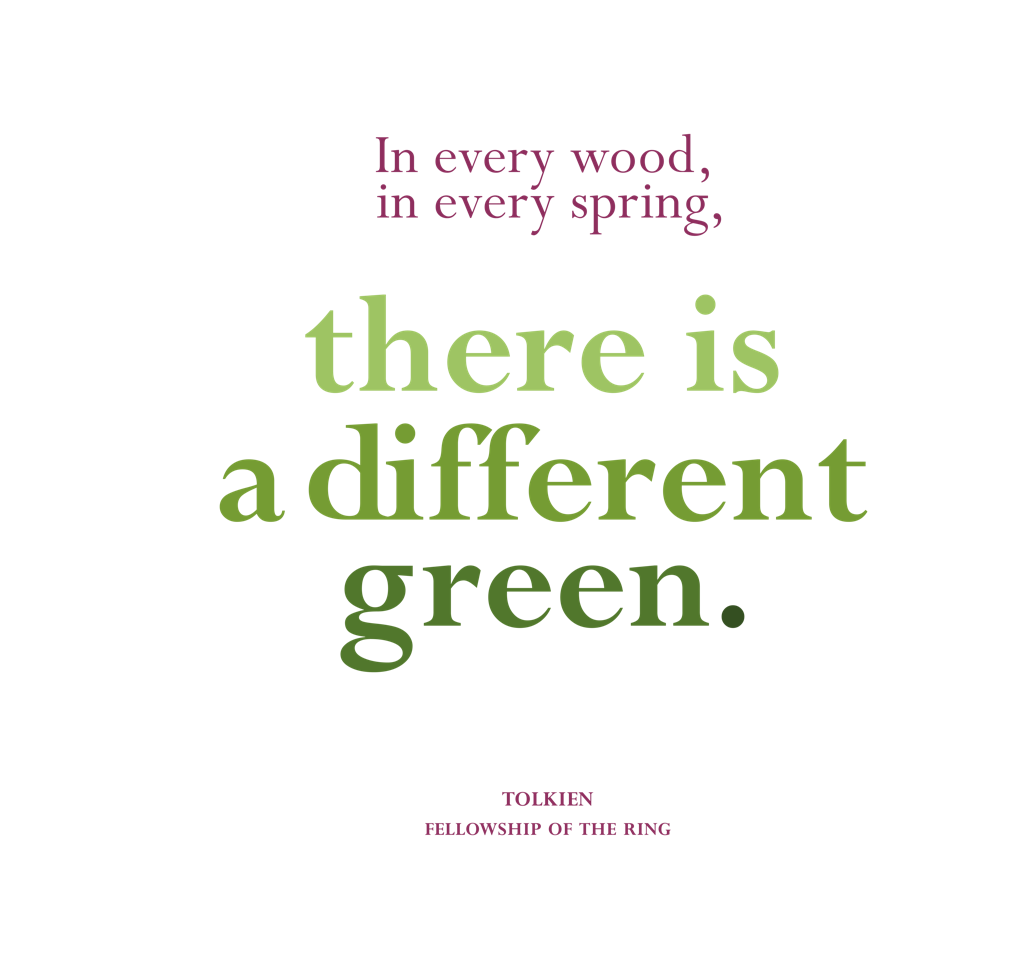 In every wood,
in every spring,
there is
a different
green.
TOLKIEN
FELLOWSHIP OF THE RING